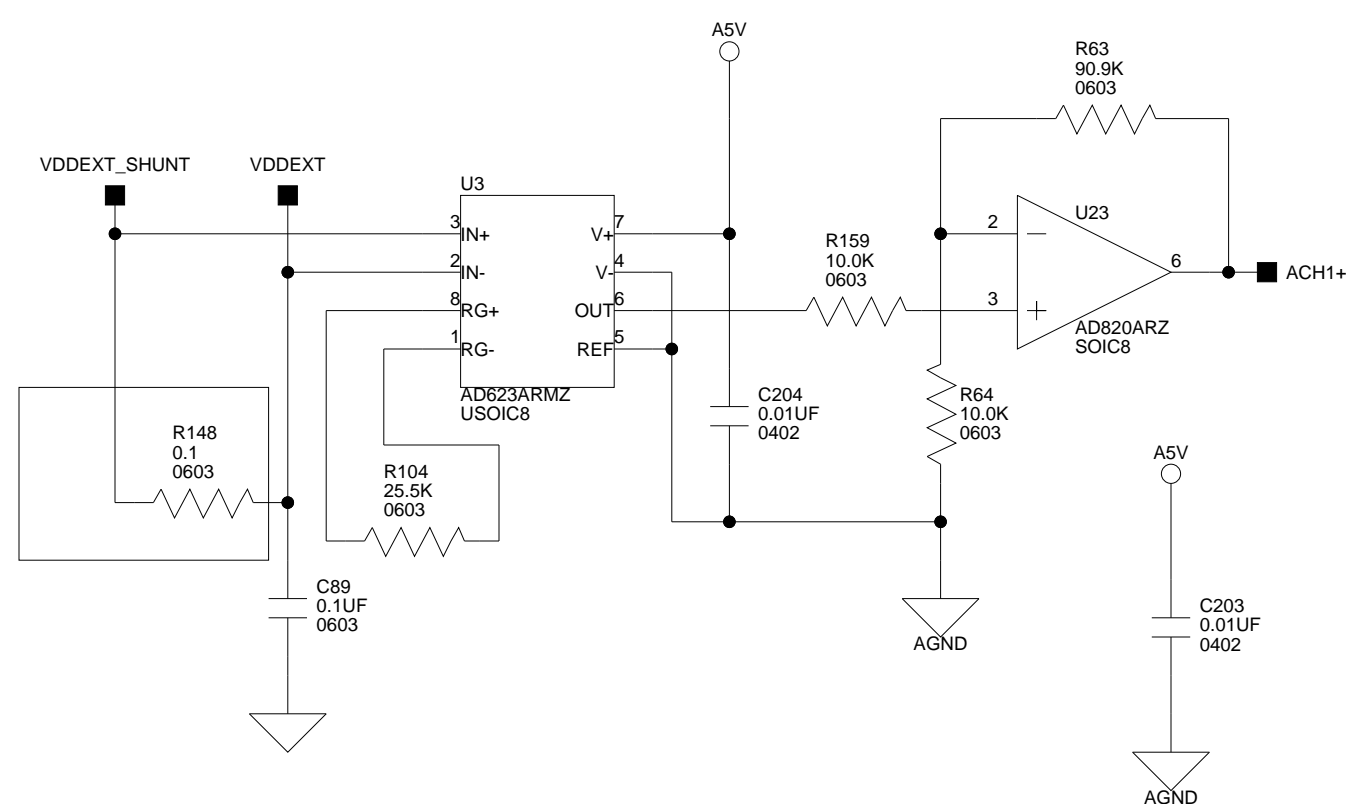 A5V
R63
90.9K
0603
VDDEXT_SHUNT
VDDEXT
U3
3
IN+
2
IN-
8
RG+
1
RG-
7
V+
4
V-
6
OUT
5
REF
AD623ARMZ
USOIC8
R159
10.0K
0603
U23
2
3
6
ACH1+
AD820ARZ
SOIC8
C204
0.01UF
0402
R64
10.0K
0603
R148
0.1
0603
R104
25.5K
0603
A5V
C89
0.1UF
0603
AGND
C203
0.01UF
0402
AGND